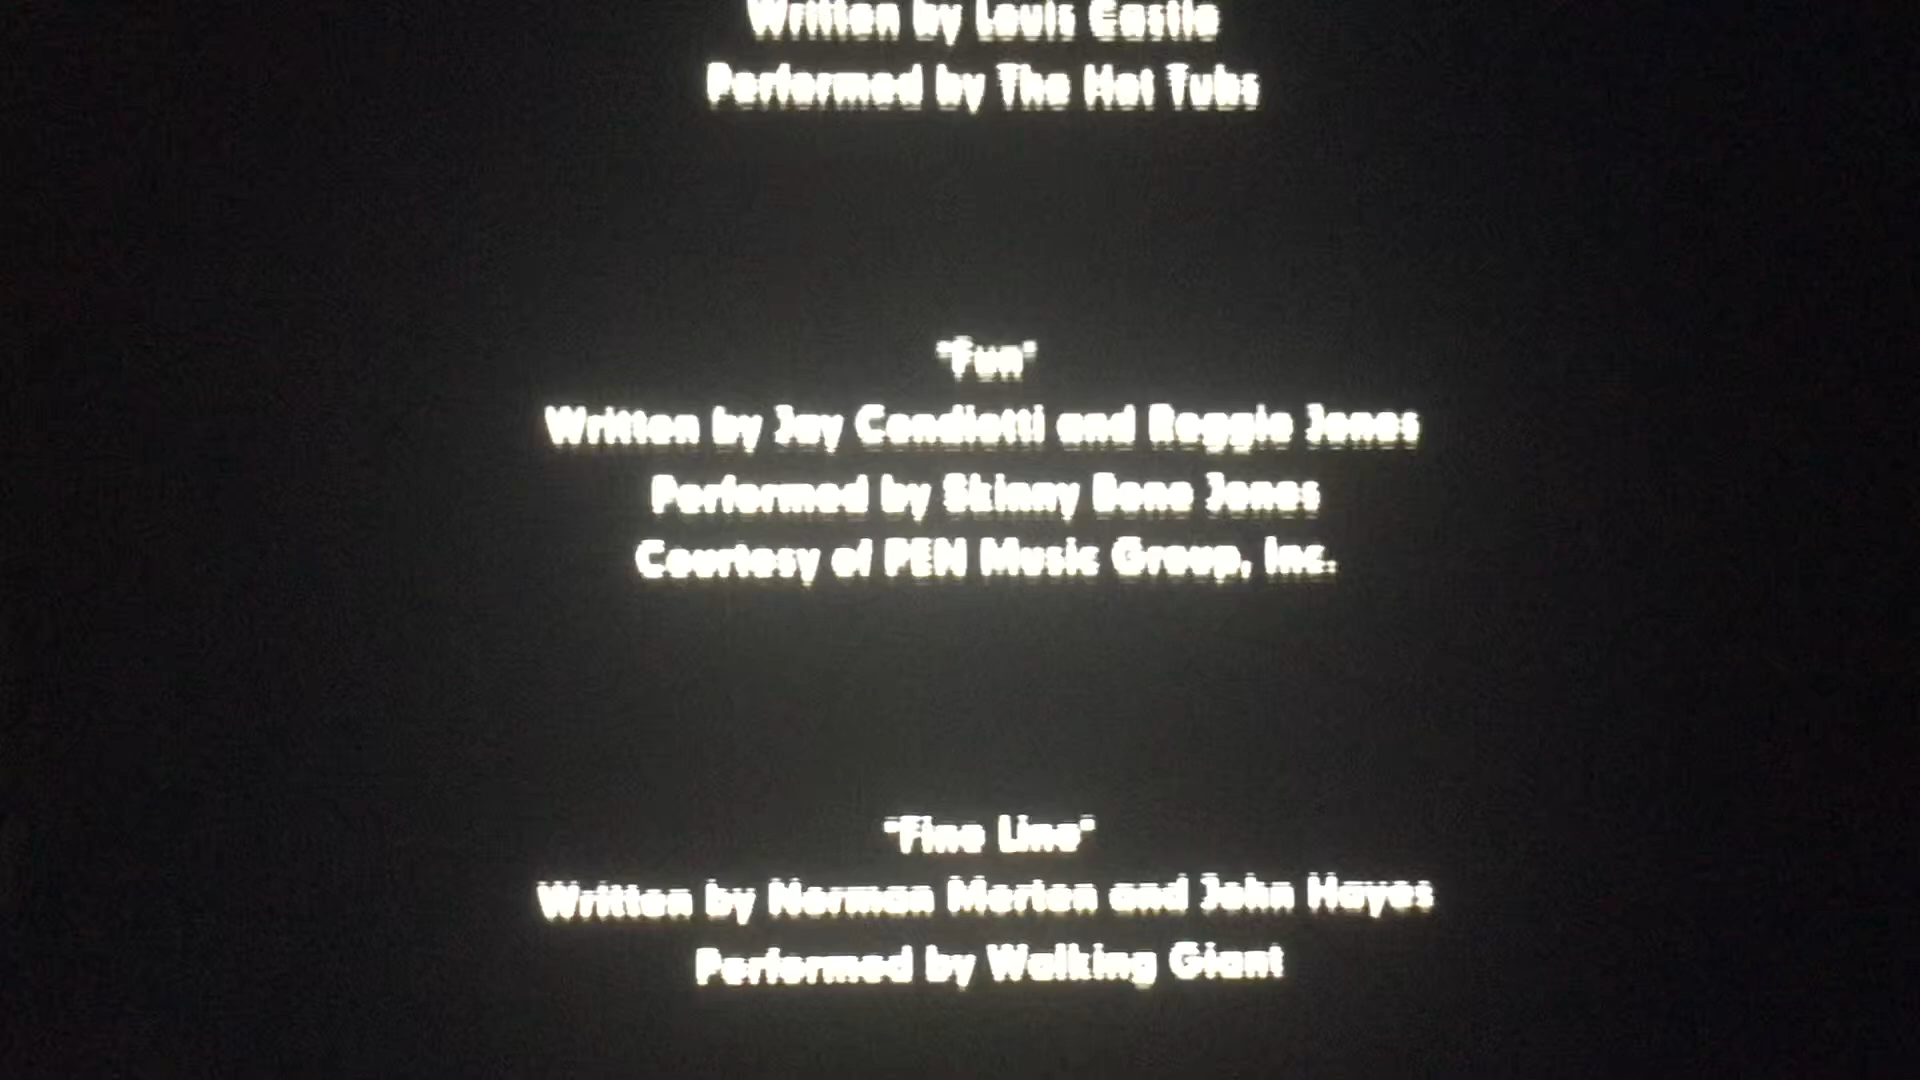 Written by Louis Castle
Performed by The Hot Tubs
"Fun"
Written by Jay Condiotti and Reggie Jones
Performed by Skinny Bone Jones
Courtesy of PEN Music Group, Inc.
"Fine Line"
Written by Norman Merten and John Hayes
Performed by Walking Giant